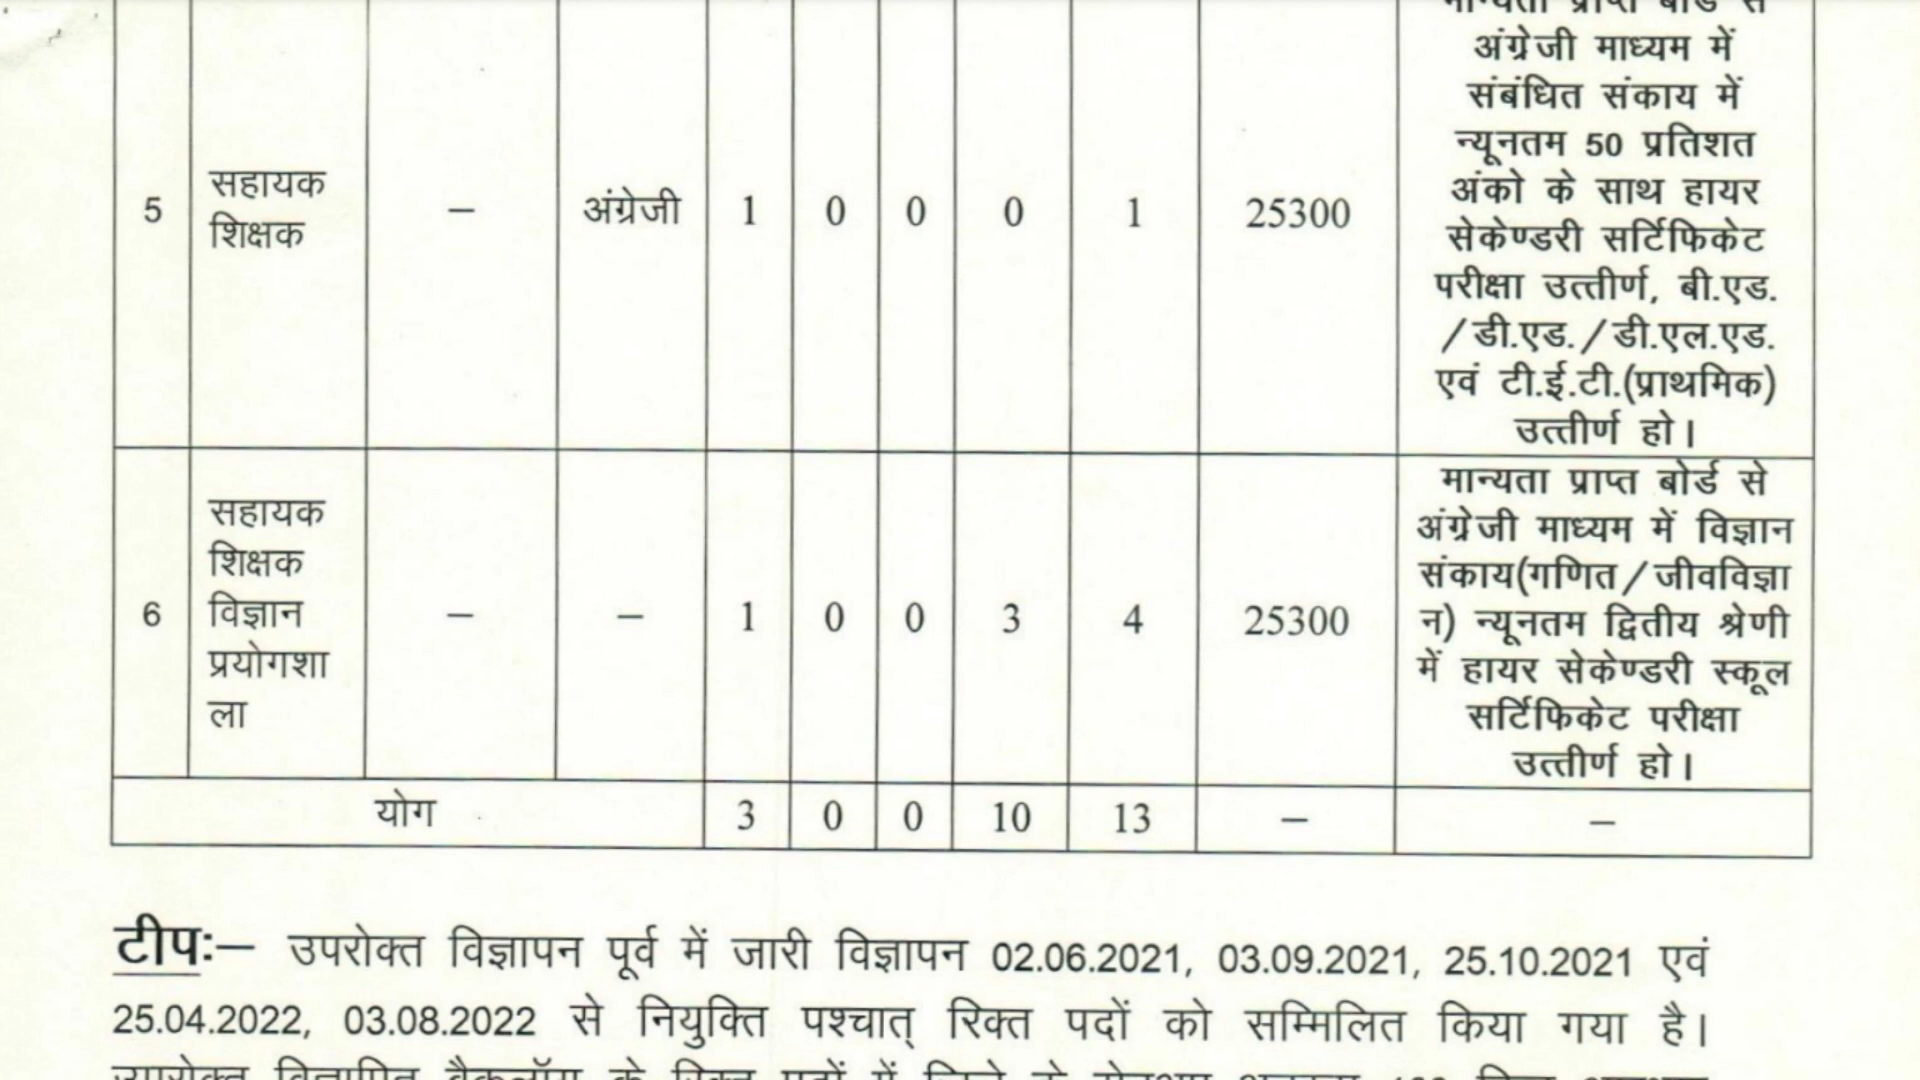 मान्यता प्राप्त बोर्ड से
अंग्रेजी माध्यम में
संबंधित संकाय में
न्यूनतम 50 प्रतिशत
अंको के साथ हायर
सेकेण्डरी सर्टिफिकेट
परीक्षा उत्तीर्ण, बी.एड.
/डी.एड./डी.एल.एड.
एवं टी.ई.टी.(प्राथमिक)
उत्तीर्ण हो।
5 सहायक शिक्षक – अंग्रेजी 1 0 0 0 1 25300
6 सहायक शिक्षक विज्ञान प्रयोगशा ला – – 1 0 0 3 4 25300
मान्यता प्राप्त बोर्ड से
अंग्रेजी माध्यम में विज्ञान
संकाय(गणित/जीवविज्ञा
न) न्यूनतम द्वितीय श्रेणी
में हायर सेकेण्डरी स्कूल
सर्टिफिकेट परीक्षा
उत्तीर्ण हो।
योग 3 0 0 10 13 – –
टीपः– उपरोक्त विज्ञापन पूर्व में जारी विज्ञापन 02.06.2021, 03.09.2021, 25.10.2021 एवं
25.04.2022, 03.08.2022 से नियुक्ति पश्चात् रिक्त पदों को सम्मिलित किया गया है।